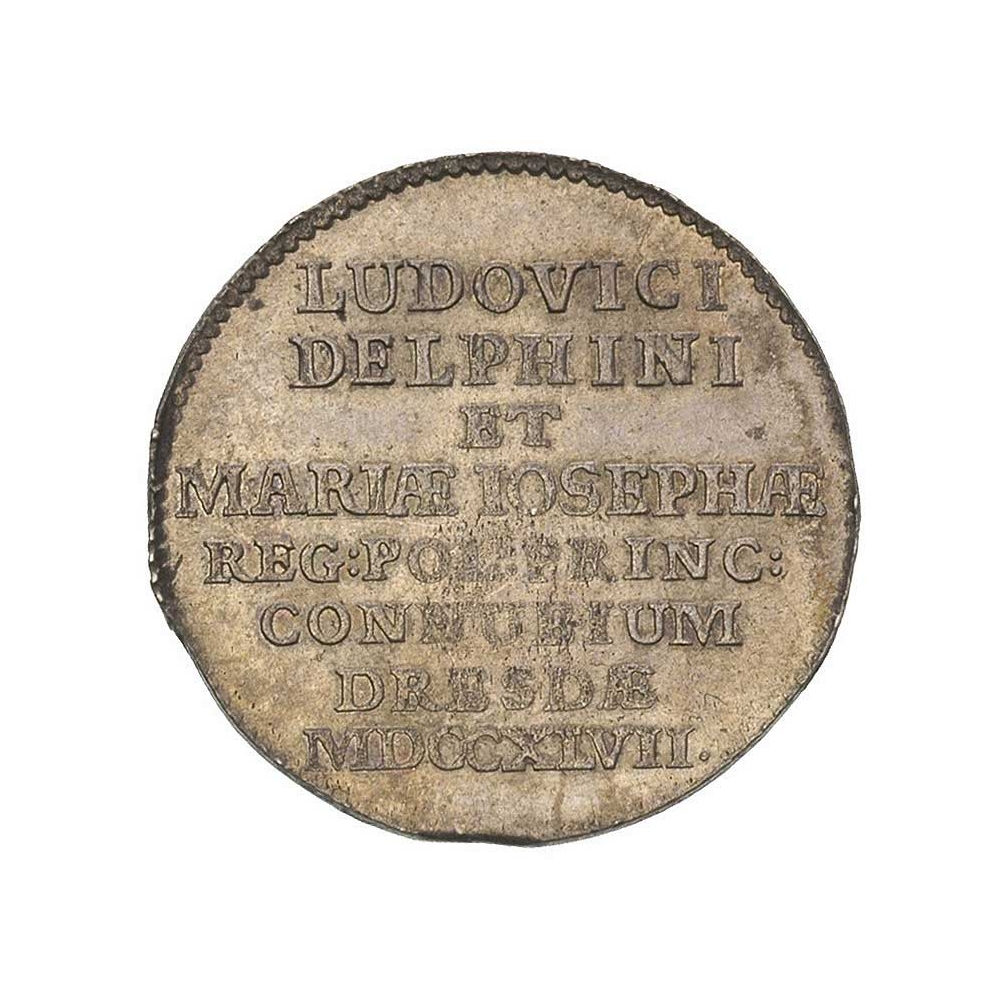 LUDOVICI
DELPHINI
ET
MARIÆ IOSEPHÆ
REG:POL:PRINC:
CONNUBIUM
DRESDÆ
MDCCXLVII.